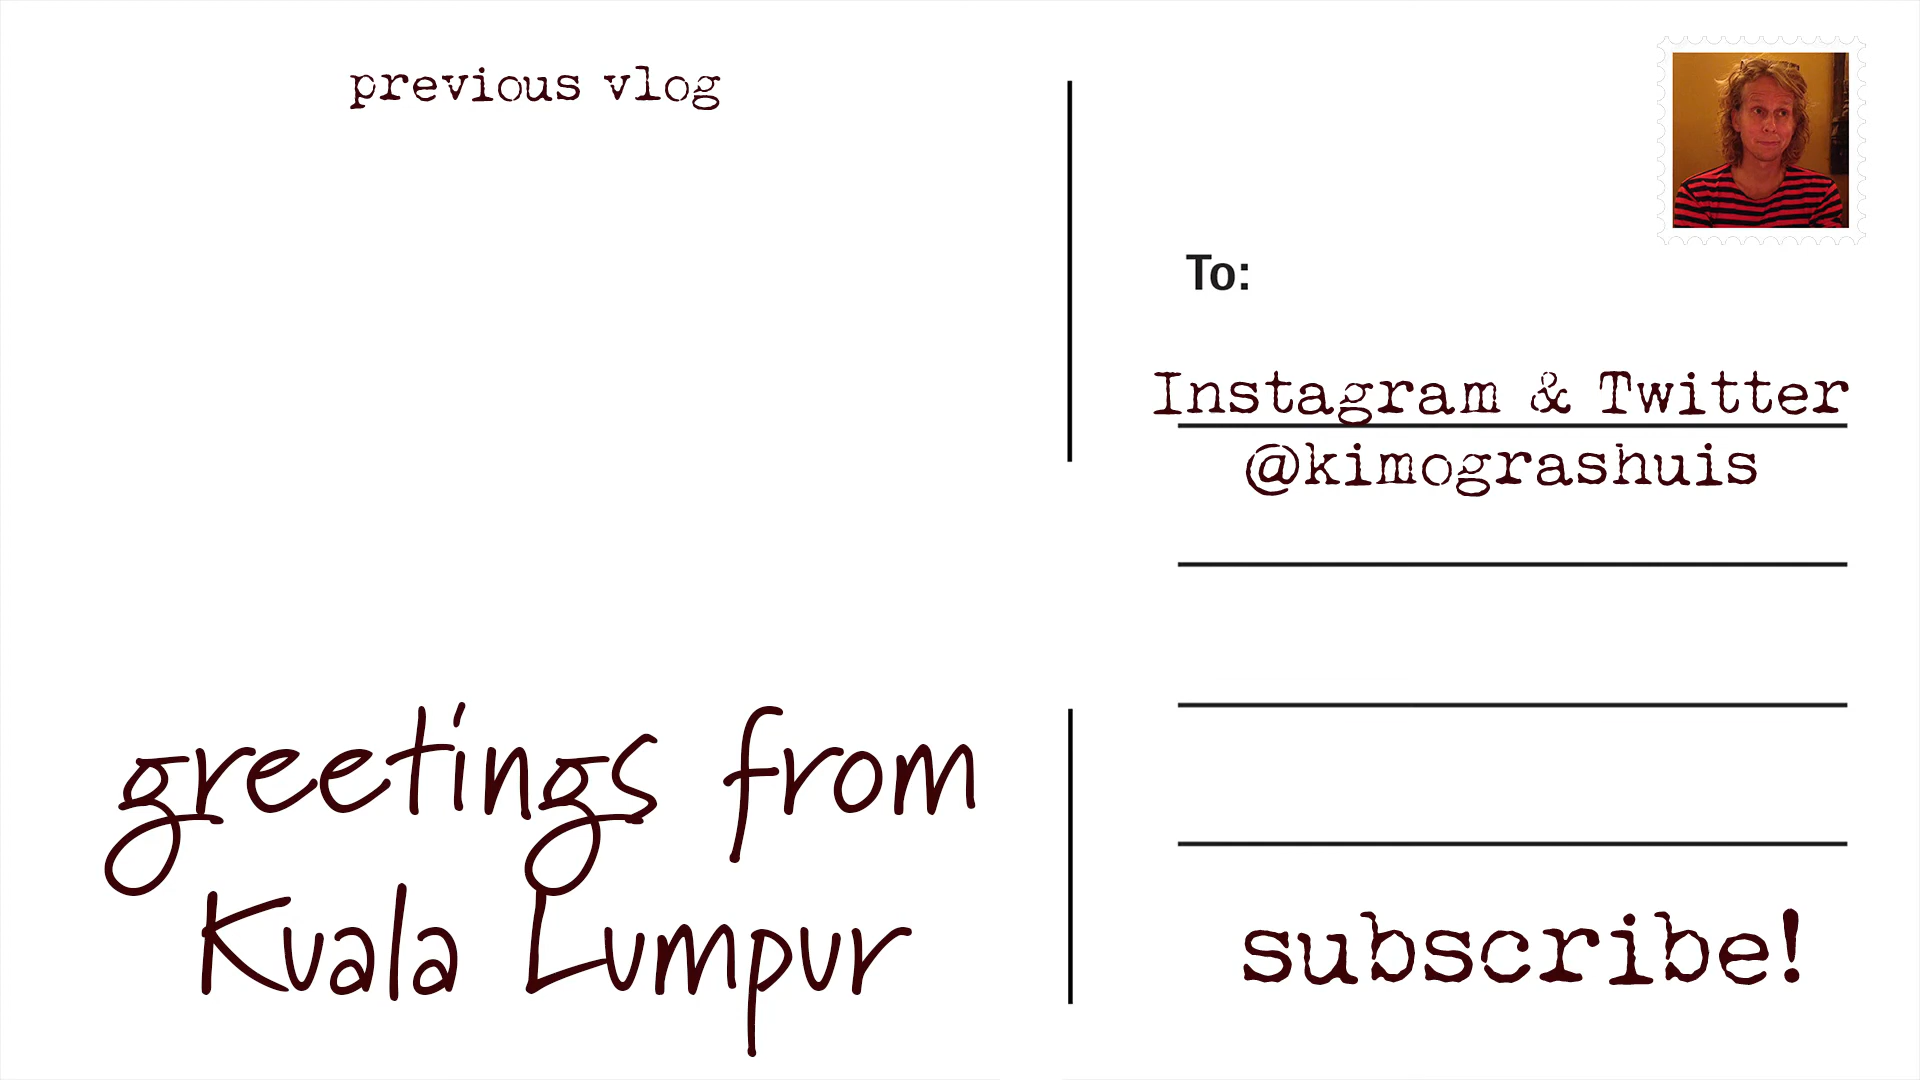 previous vlog
greetings from
Kuala Lumpur
To:
Instagram & Twitter
@kimograshuis
subscribe!